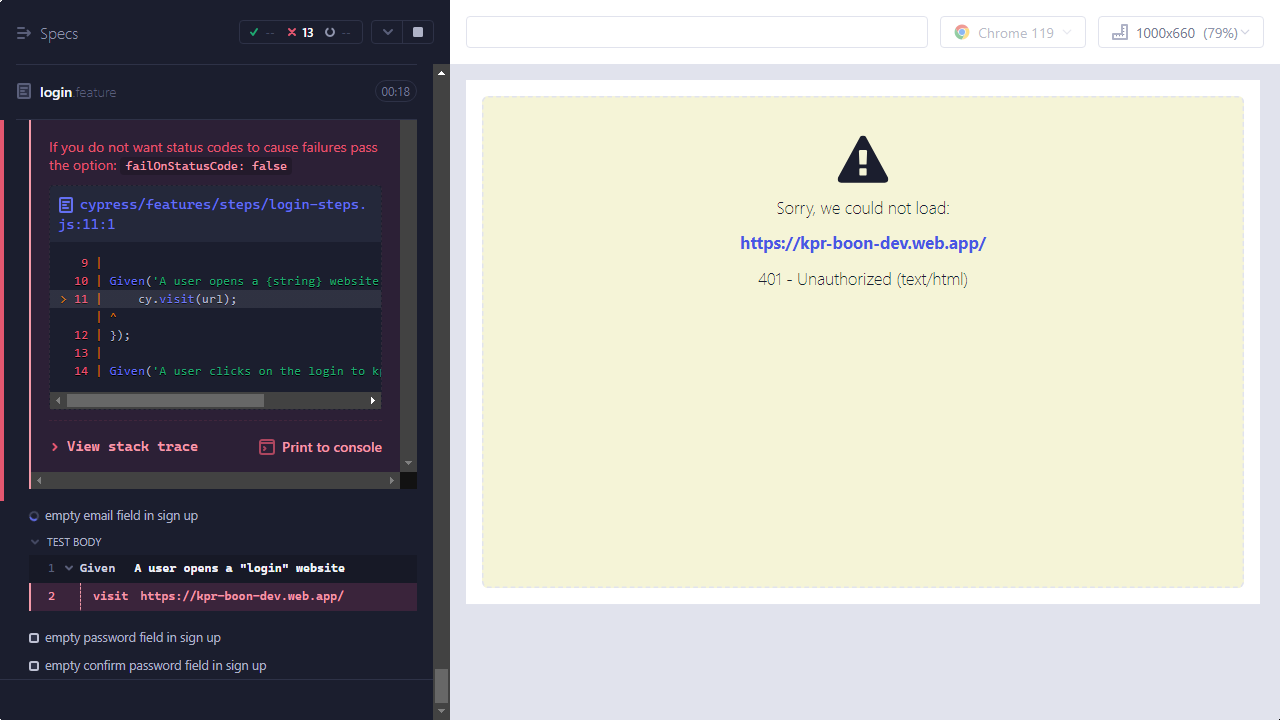 Specs
-- 13 --
Chrome 119
1000x660 (79%)
login.feature 00:18
If you do not want status codes to cause failures pass
the option: failOnStatusCode: false
cypress/features/steps/login-steps.
js:11:1
9 |
10 | Given('A user opens a {string} website
> 11 | cy.visit(url);
| ^
12 | });
13 |
14 | Given('A user clicks on the login to kp
View stack trace Print to console
empty email field in sign up
TEST BODY
1 Given A user opens a "login" website
2 visit https://kpr-boon-dev.web.app/
empty password field in sign up
empty confirm password field in sign up
Sorry, we could not load:
https://kpr-boon-dev.web.app/
401 - Unauthorized (text/html)